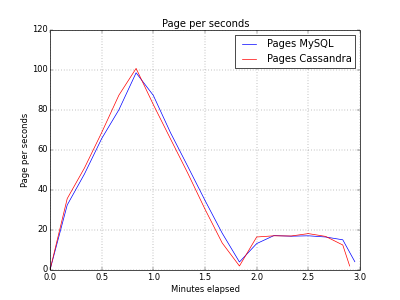 Page per seconds
120
100
80
60
40
20
0
Page per seconds
Pages MySQL
Pages Cassandra
0.0 0.5 1.0 1.5 2.0 2.5 3.0
Minutes elapsed